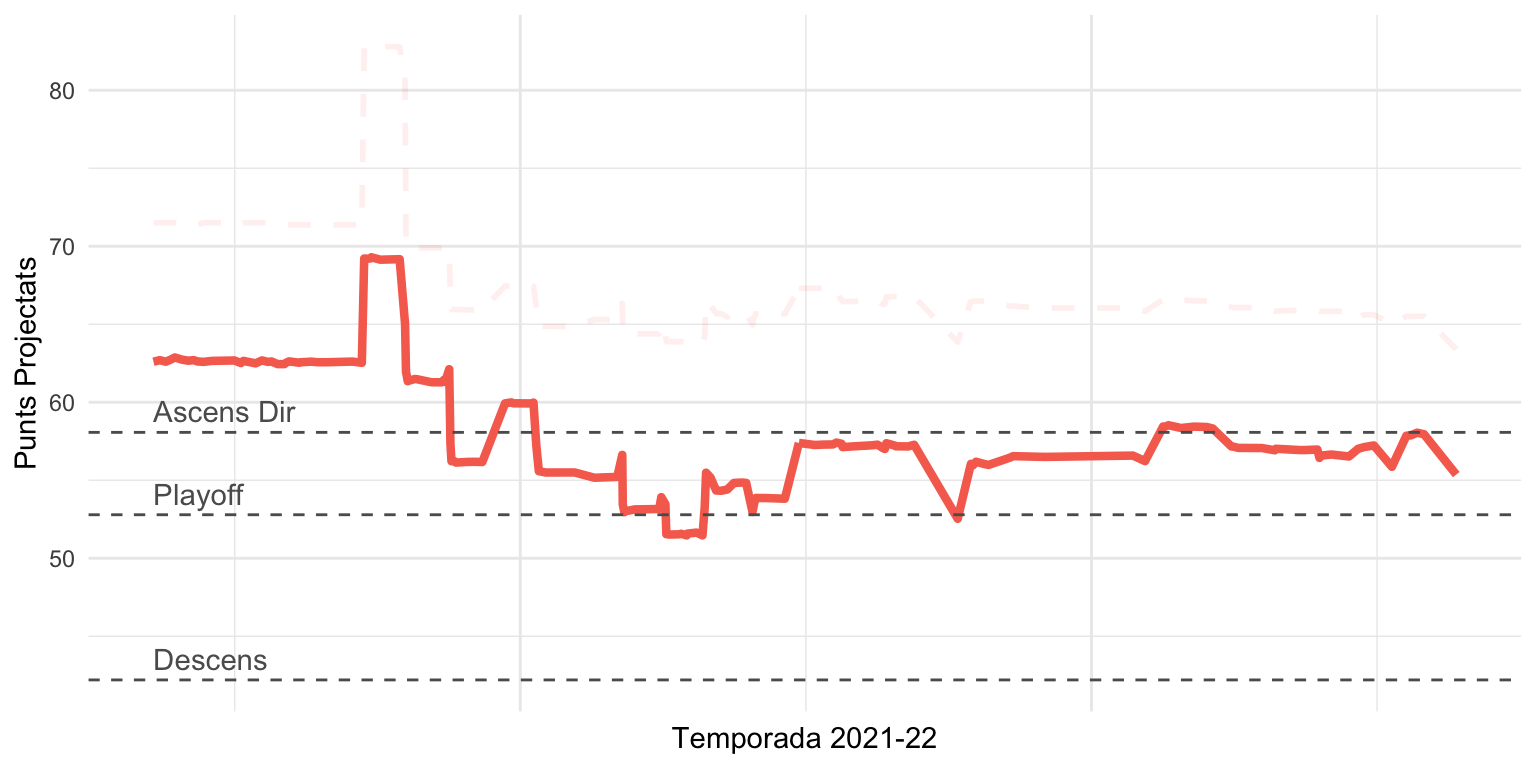 80
70
60
50
Punts Projectats
Ascens Dir
Playoff
Descens
Temporada 2021-22